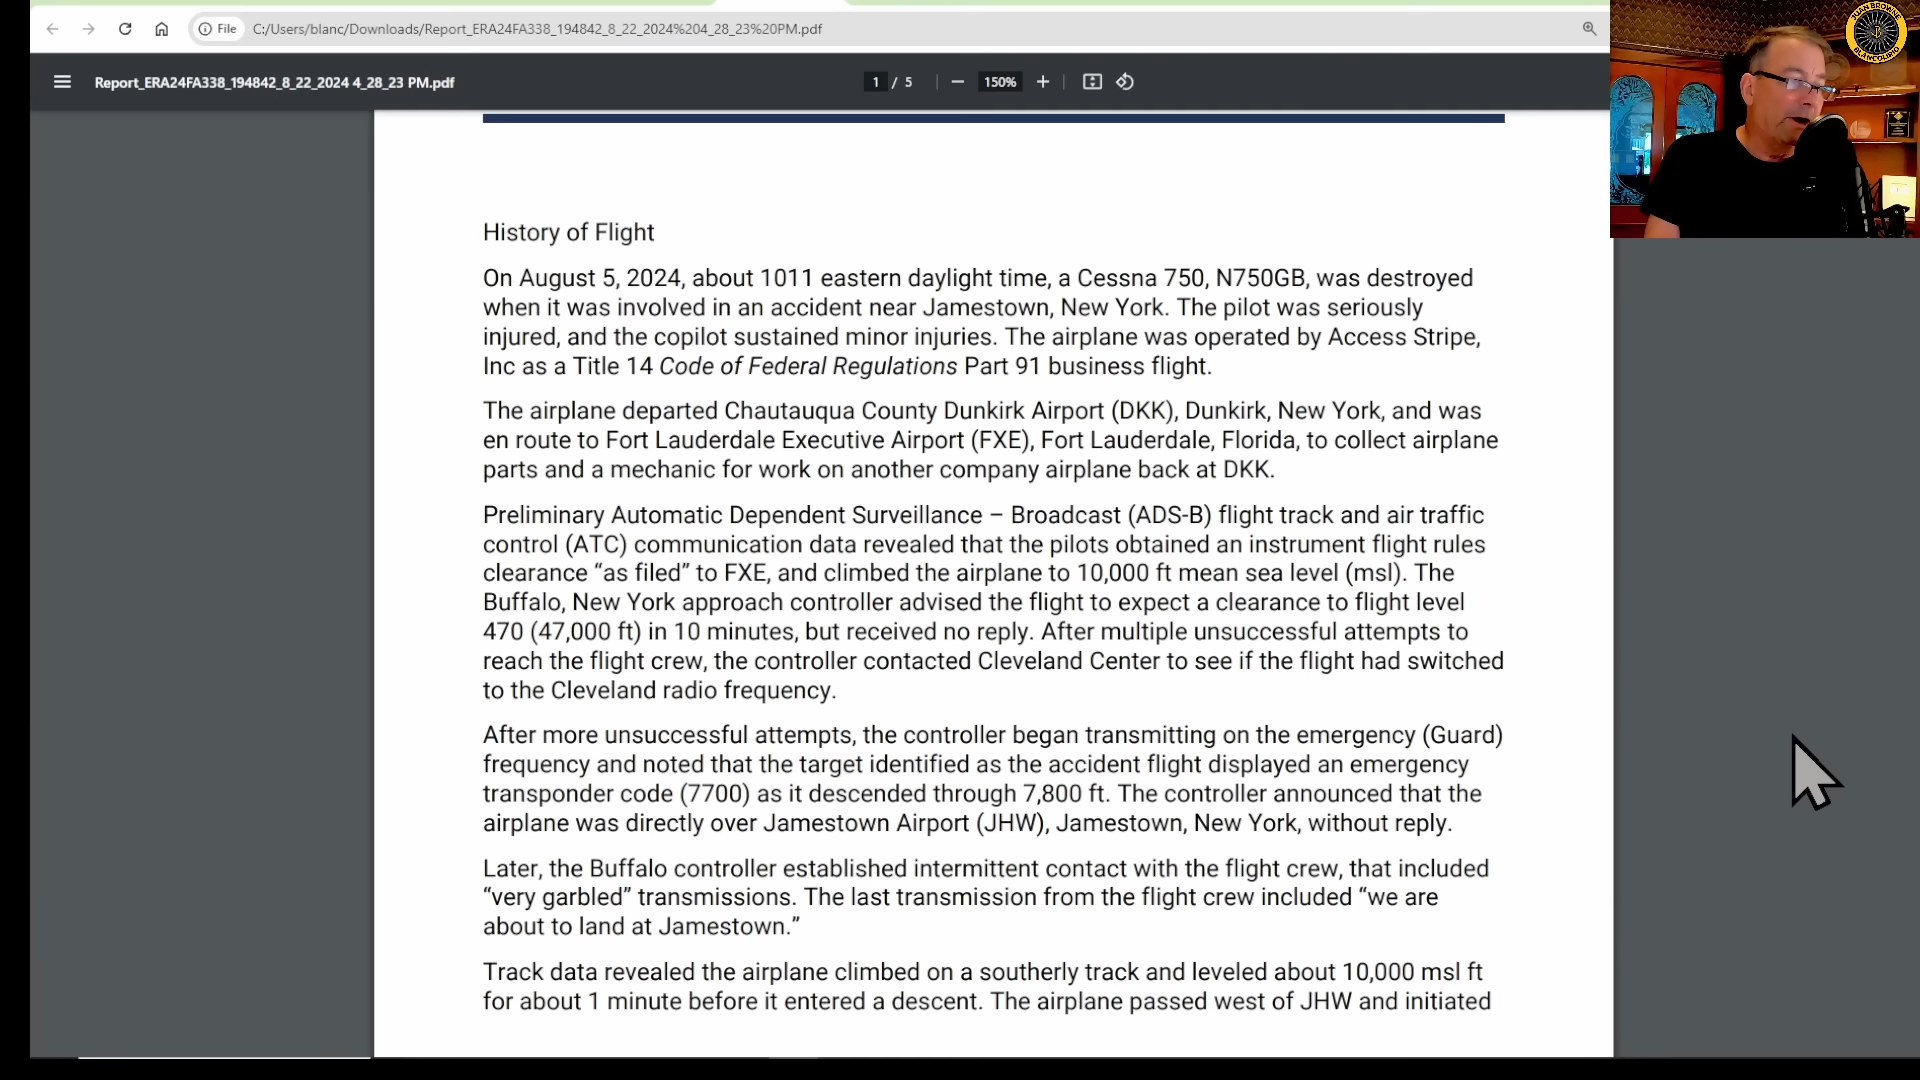 File
C:/Users/blanc/Downloads/Report_ERA24FA338_194842_8_22_2024%204_28_23%20PM.pdf
Report_ERA24FA338_194842_8_22_2024 4_28_23 PM.pdf
1 / 5
150%
JUAN BROWNE
BLANCOLIRIO
History of Flight
On August 5, 2024, about 1011 eastern daylight time, a Cessna 750, N750GB, was destroyed
when it was involved in an accident near Jamestown, New York. The pilot was seriously
injured, and the copilot sustained minor injuries. The airplane was operated by Access Stripe,
Inc as a Title 14 Code of Federal Regulations Part 91 business flight.
The airplane departed Chautauqua County Dunkirk Airport (DKK), Dunkirk, New York, and was
en route to Fort Lauderdale Executive Airport (FXE), Fort Lauderdale, Florida, to collect airplane
parts and a mechanic for work on another company airplane back at DKK.
Preliminary Automatic Dependent Surveillance – Broadcast (ADS-B) flight track and air traffic
control (ATC) communication data revealed that the pilots obtained an instrument flight rules
clearance “as filed” to FXE, and climbed the airplane to 10,000 ft mean sea level (msl). The
Buffalo, New York approach controller advised the flight to expect a clearance to flight level
470 (47,000 ft) in 10 minutes, but received no reply. After multiple unsuccessful attempts to
reach the flight crew, the controller contacted Cleveland Center to see if the flight had switched
to the Cleveland radio frequency.
After more unsuccessful attempts, the controller began transmitting on the emergency (Guard)
frequency and noted that the target identified as the accident flight displayed an emergency
transponder code (7700) as it descended through 7,800 ft. The controller announced that the
airplane was directly over Jamestown Airport (JHW), Jamestown, New York, without reply.
Later, the Buffalo controller established intermittent contact with the flight crew, that included
“very garbled” transmissions. The last transmission from the flight crew included “we are
about to land at Jamestown.”
Track data revealed the airplane climbed on a southerly track and leveled about 10,000 msl ft
for about 1 minute before it entered a descent. The airplane passed west of JHW and initiated